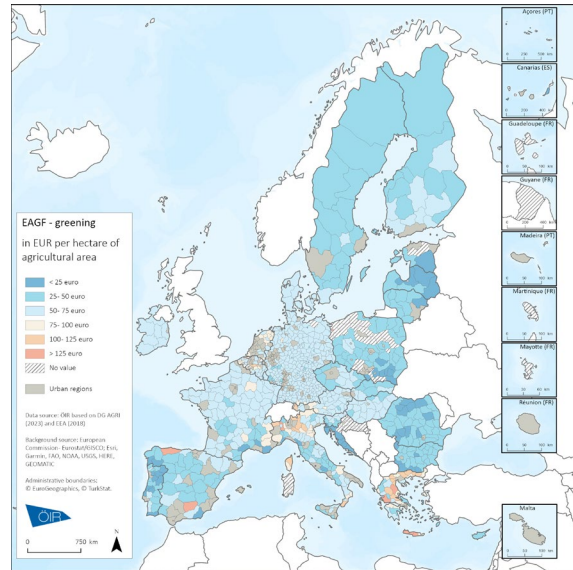 EAGF - greening
in EUR per hectare of
agricultural area
< 25 euro
25- 50 euro
50- 75 euro
75- 100 euro
100- 125 euro
> 125 euro
No value
Urban regions
Data source: ÖIR based on DG-AGRI
(2023) and EEA (2018)
Background source: European
Commission - Eurostat/GISCO; Esri,
Garmin, FAO, NOAA, USGS, HERE,
GEOMATIC
Administrative boundaries:
© EuroGeographics, © TurkStat.
ÖIR
N
0 750 km
Açores (PT)
Canarias (ES)
Guadeloupe (FR)
Guyane (FR)
Madeira (PT)
Martinique (FR)
Mayotte (FR)
Réunion (FR)
Malta